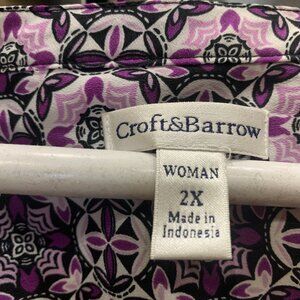 Croft&Barrow
WOMAN
2X
Made in
Indonesia